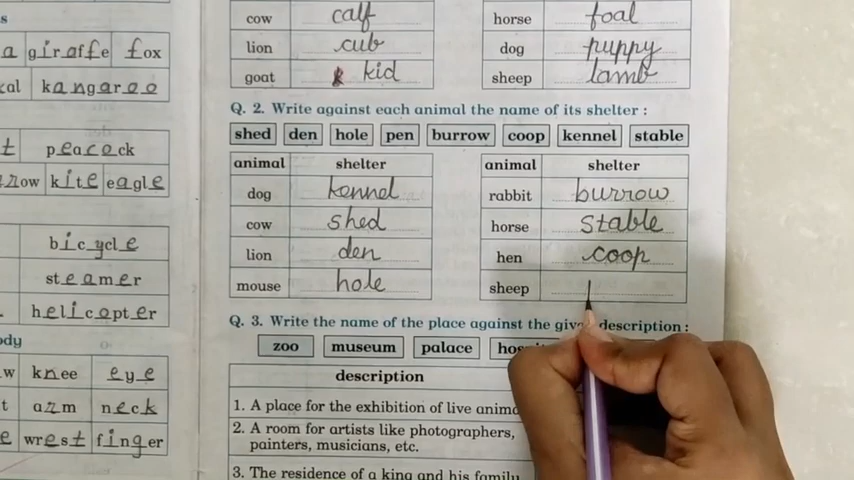 s
a giraffe fox
cal kangaroo
t peacock
row kite eagle
bicycle
steamer
. helicopter
ody
w knee eye
t arm neck
e wrest finger
cow calf horse foal
lion cub dog puppy
goat kid sheep lamb
Q. 2. Write against each animal the name of its shelter :
shed den hole pen burrow coop kennel stable
animal shelter animal shelter
dog kennel rabbit burrow
cow shed horse stable
lion den hen coop
mouse hole sheep
Q. 3. Write the name of the place against the given description :
zoo museum palace
description
1. A place for the exhibition of live
2. A room for artists like photographers,
painters, musicians, etc.
3. The residence of a king and his family